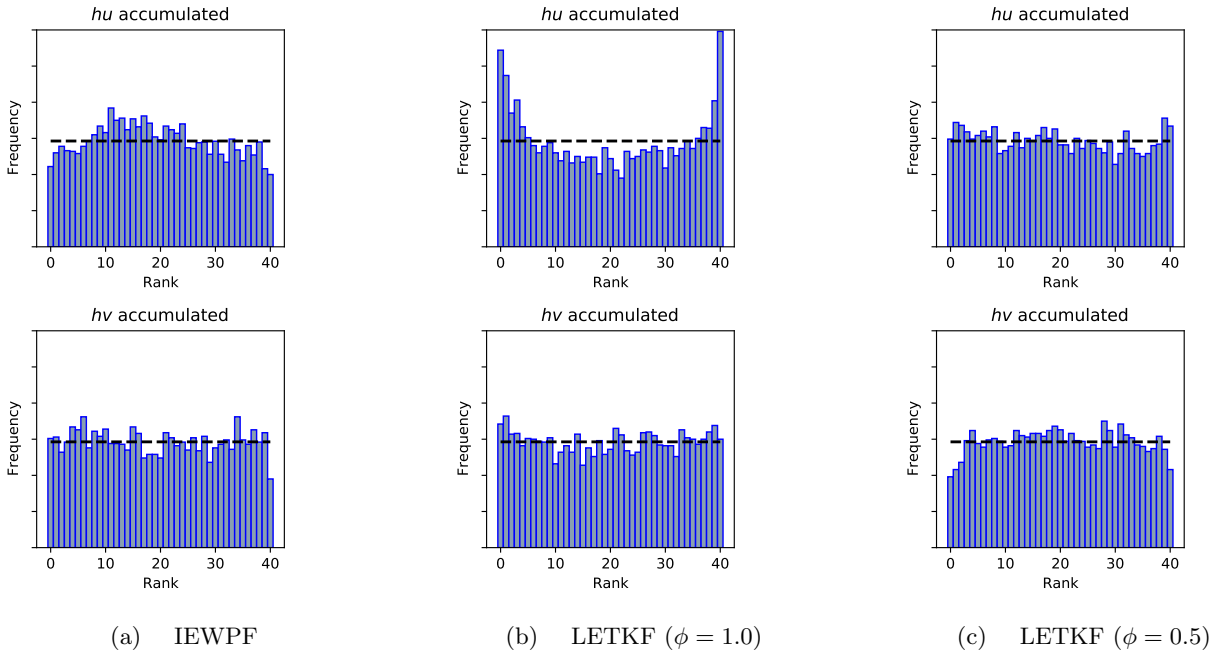 hu accumulated
hu accumulated
hu accumulated
Frequency
Frequency
Frequency
0 10 20 30 40
0 10 20 30 40
0 10 20 30 40
Rank
Rank
Rank
hv accumulated
hv accumulated
hv accumulated
Frequency
Frequency
Frequency
0 10 20 30 40
0 10 20 30 40
0 10 20 30 40
Rank
Rank
Rank
(a) IEWPF
(b) LETKF (ϕ = 1.0)
(c) LETKF (ϕ = 0.5)